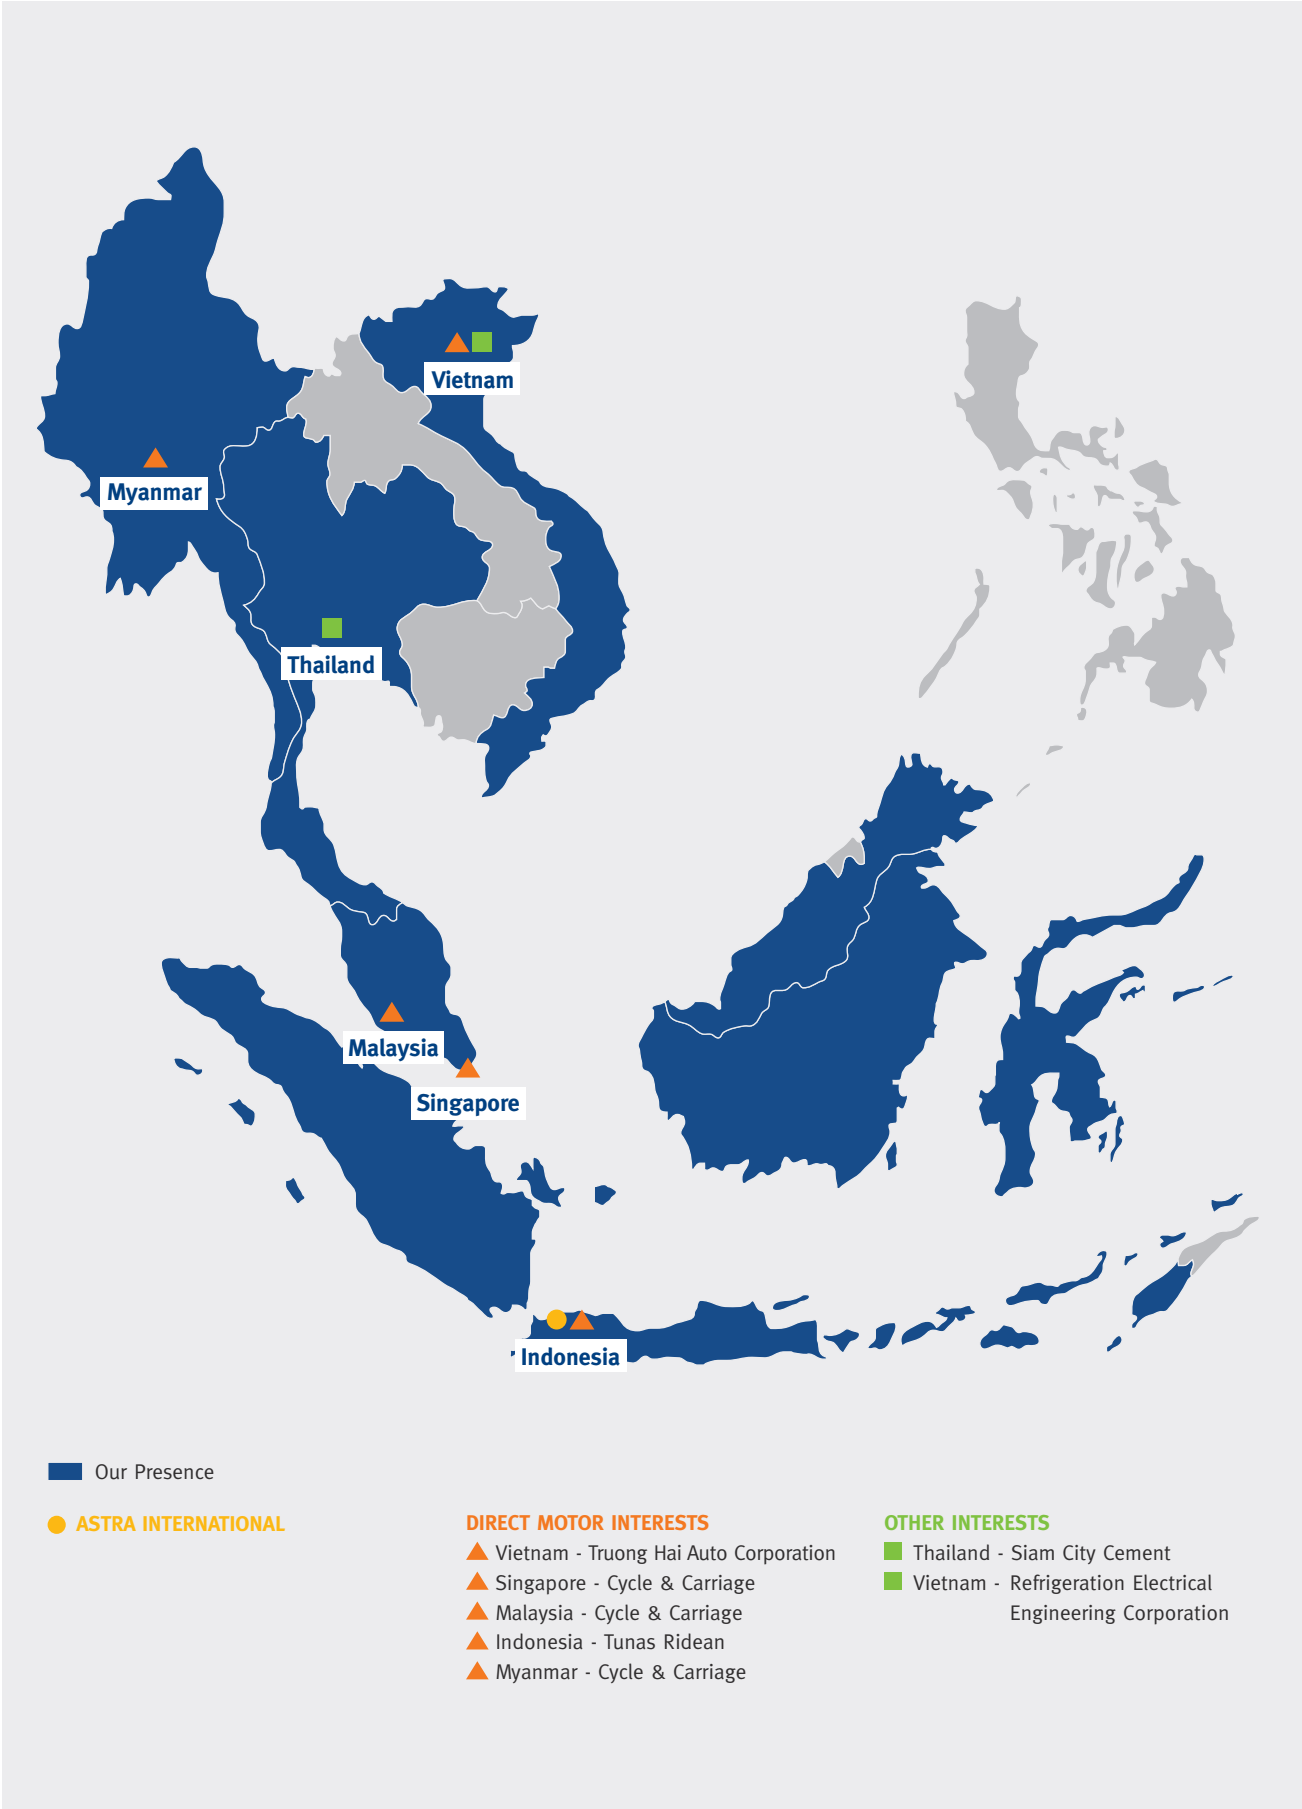 Vietnam
Myanmar
Thailand
Malaysia
Singapore
Indonesia
Our Presence
ASTRA INTERNATIONAL
DIRECT MOTOR INTERESTS
Vietnam - Truong Hai Auto Corporation
Singapore - Cycle & Carriage
Malaysia - Cycle & Carriage
Indonesia - Tunas Ridean
Myanmar - Cycle & Carriage
OTHER INTERESTS
Thailand - Siam City Cement
Vietnam - Refrigeration Electrical
Engineering Corporation